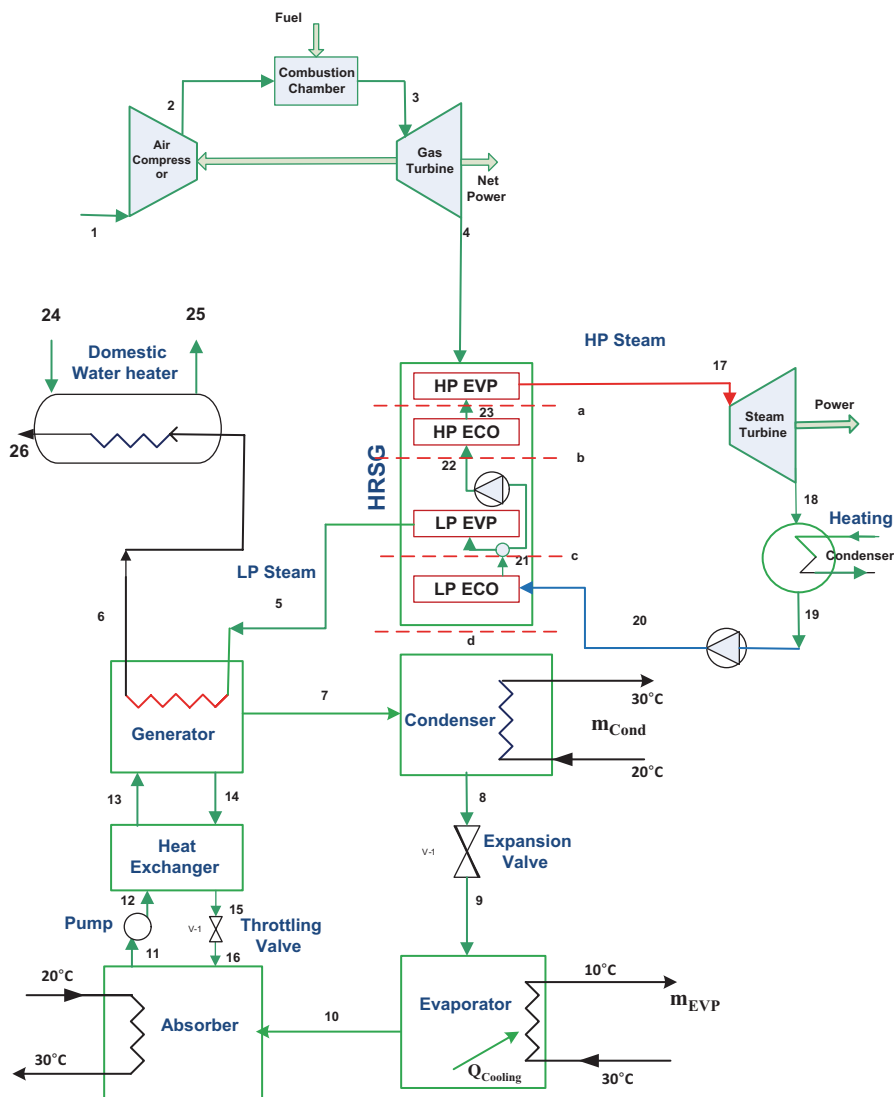 Fuel
Combustion
Chamber
2
3
Air
Compress
or
Gas
Turbine
Net
Power
1
4
24
25
Domestic
Water heater
26
HP Steam
17
HP EVP
23
a
HP ECO
22
b
HRSG
LP EVP
c
21
LP ECO
d
Steam
Turbine
Power
18
Heating
Condenser
19
20
LP Steam
5
6
Generator
7
Condenser
30°C
m Cond
20°C
13
14
8
Heat
Exchanger
V-1
Expansion
Valve
12
15
Pump
V-1
Throttling
Valve
11
16
9
20°C
Absorber
30°C
10
Evaporator
10°C
m EVP
Q Cooling
30°C